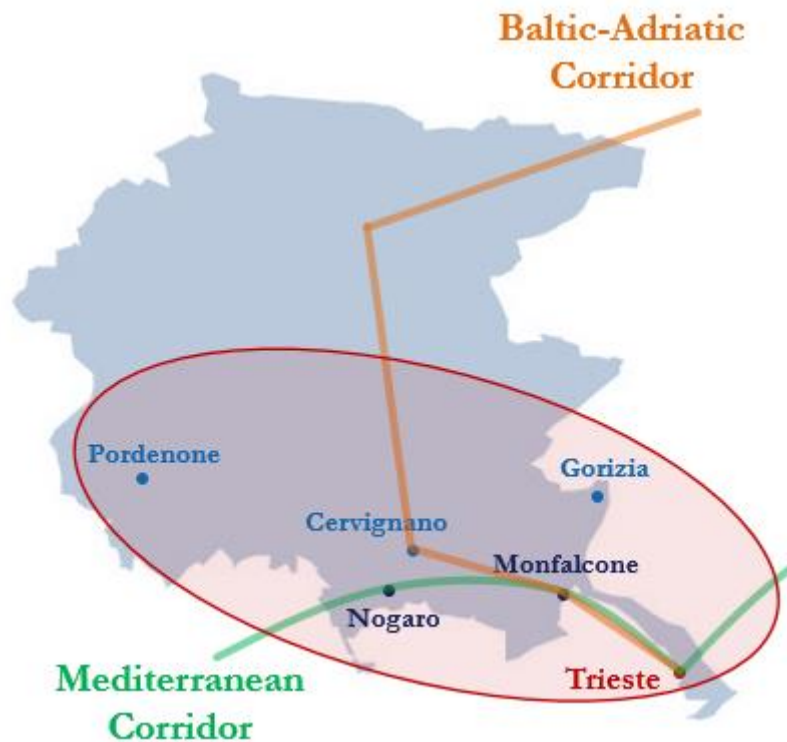 Baltic-Adriatic
Corridor
Pordenone
Gorizia
Cervignano
Monfalcone
Nogaro
Trieste
Mediterranean
Corridor